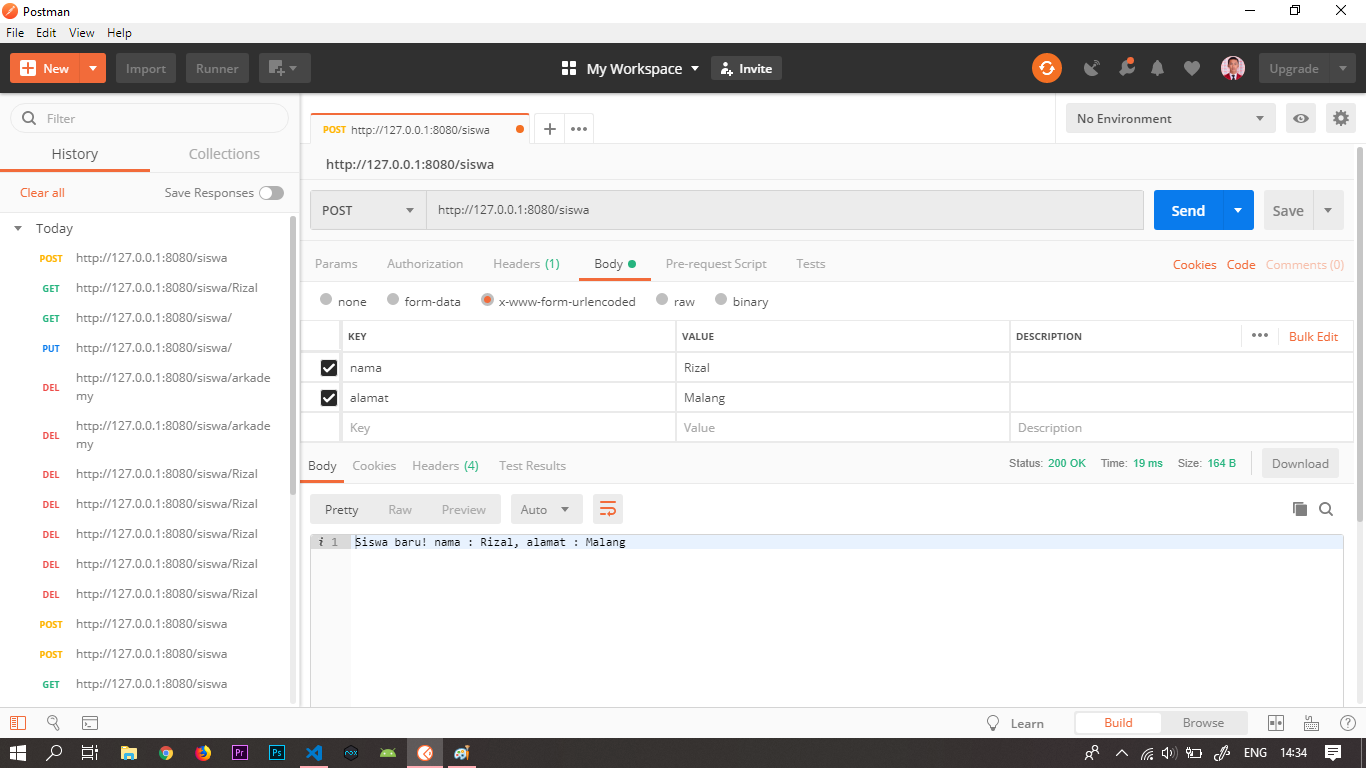 Postman
File Edit View Help
New Import Runner My Workspace Invite Upgrade
Filter
History Collections
Clear all Save Responses
Today
POST http://127.0.0.1:8080/siswa
GET http://127.0.0.1:8080/siswa/Rizal
GET http://127.0.0.1:8080/siswa/
PUT http://127.0.0.1:8080/siswa/
DEL http://127.0.0.1:8080/siswa/arkade
my
DEL http://127.0.0.1:8080/siswa/arkade
my
DEL http://127.0.0.1:8080/siswa/Rizal
DEL http://127.0.0.1:8080/siswa/Rizal
DEL http://127.0.0.1:8080/siswa/Rizal
DEL http://127.0.0.1:8080/siswa/Rizal
DEL http://127.0.0.1:8080/siswa/Rizal
POST http://127.0.0.1:8080/siswa
POST http://127.0.0.1:8080/siswa
GET http://127.0.0.1:8080/siswa
POST http://127.0.0.1:8080/siswa + ••• No Environment
http://127.0.0.1:8080/siswa
POST http://127.0.0.1:8080/siswa Send Save
Params Authorization Headers (1) Body Pre-request Script Tests Cookies Code Comments (0)
none form-data x-www-form-urlencoded raw binary
KEY VALUE DESCRIPTION ••• Bulk Edit
nama Rizal
alamat Malang
Key Value Description
Body Cookies Headers (4) Test Results Status: 200 OK Time: 19 ms Size: 164 B Download
Pretty Raw Preview Auto
i 1 Siswa baru! nama : Rizal, alamat : Malang
Learn Build Browse
Pr Ps nox ENG 14:34